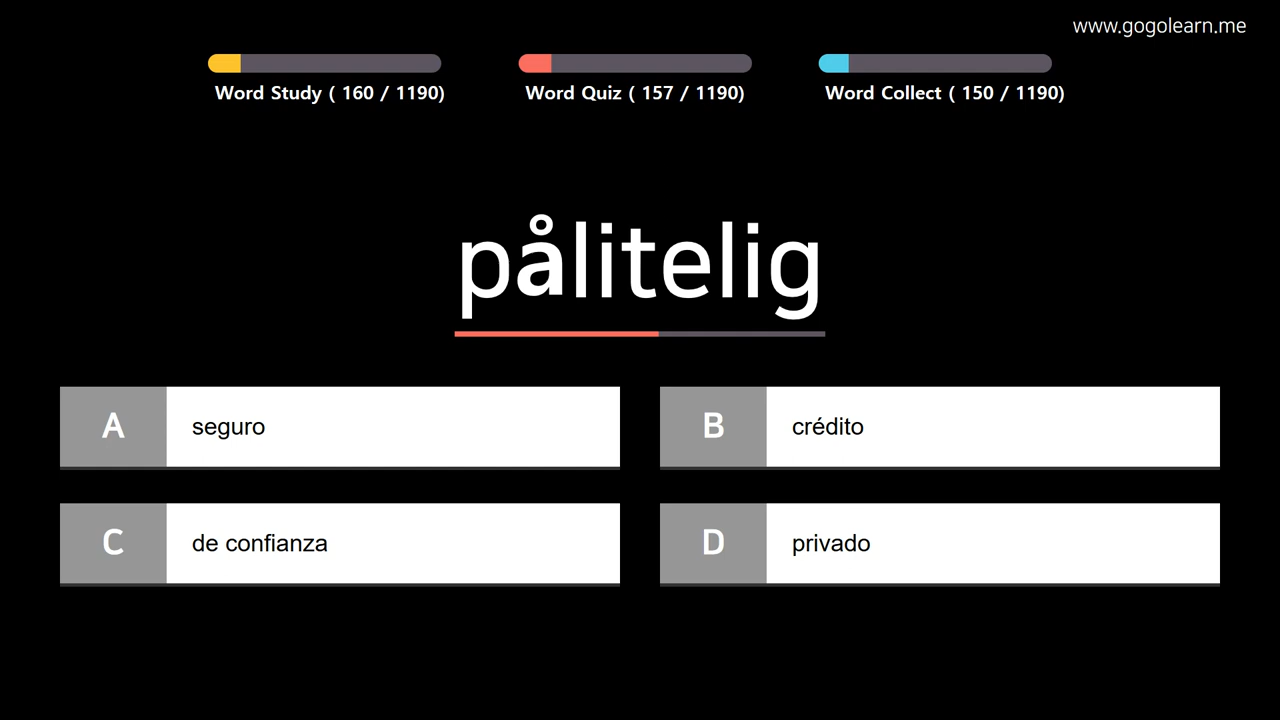 www.gogolearn.me
Word Study ( 160 / 1190)
Word Quiz ( 157 / 1190)
Word Collect ( 150 / 1190)
pålitelig
A seguro
B crédito
C de confianza
D privado